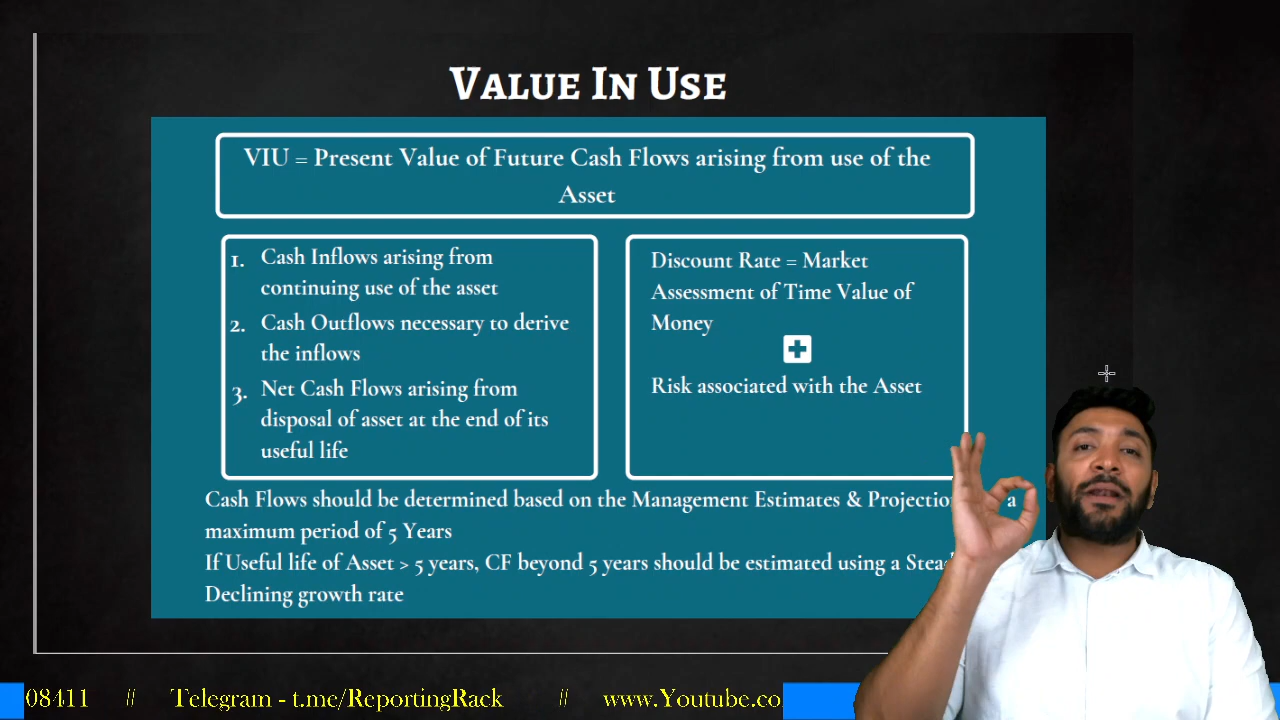 VALUE IN USE
VIU = Present Value of Future Cash Flows arising from use of the
Asset
1. Cash Inflows arising from
continuing use of the asset
2. Cash Outflows necessary to derive
the inflows
3. Net Cash Flows arising from
disposal of asset at the end of its
useful life
Discount Rate = Market
Assessment of Time Value of
Money
Risk associated with the Asset
Cash Flows should be determined based on the Management Estimates & a
maximum period of 5 Years
If Useful life of Asset > 5 years, CF beyond 5 years should be estimated using a
Declining growth rate
08411 // Telegram - t.me/ReportingRack // www.Youtube.co